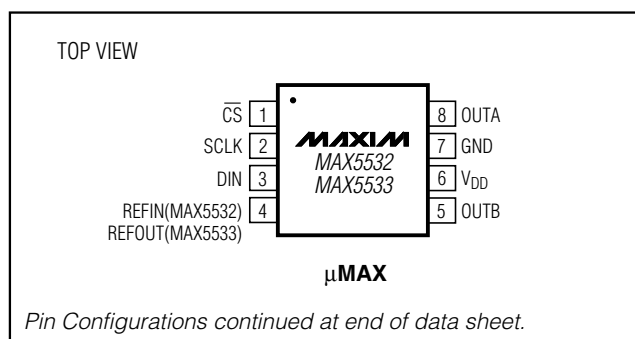 TOP VIEW
CS 1
SCLK 2
DIN 3
REFIN(MAX5532) 4
REFOUT(MAX5533)
MAXIM
MAX5532
MAX5533
8 OUTA
7 GND
6 VDD
5 OUTB
μMAX
Pin Configurations continued at end of data sheet.